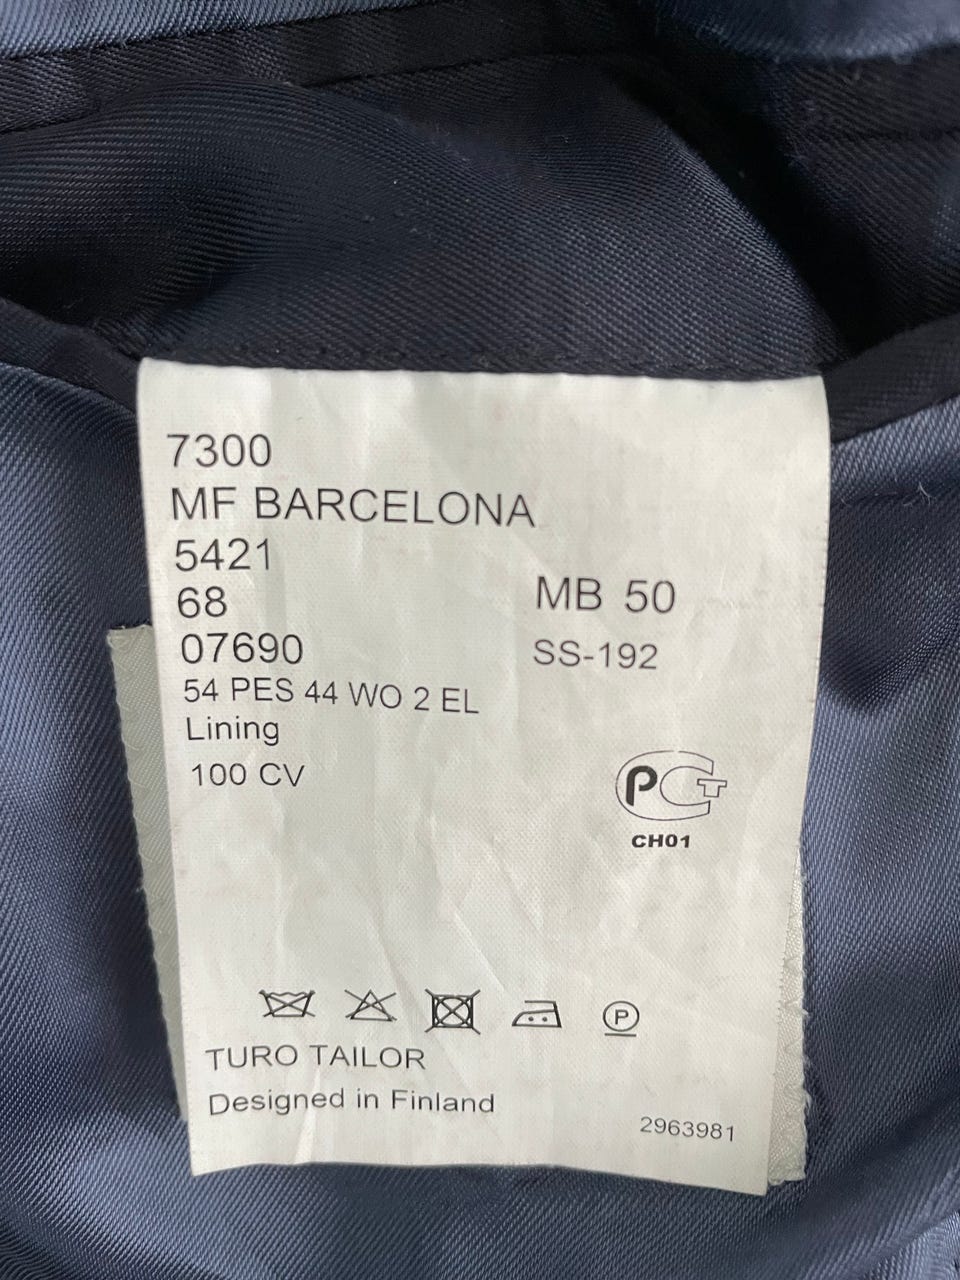 7300
MF BARCELONA
5421
68
MB 50
07690
SS-192
54 PES 44 WO 2 EL
Lining
100 CV
РСТ
CH01
P
TURO TAILOR
Designed in Finland
2963981